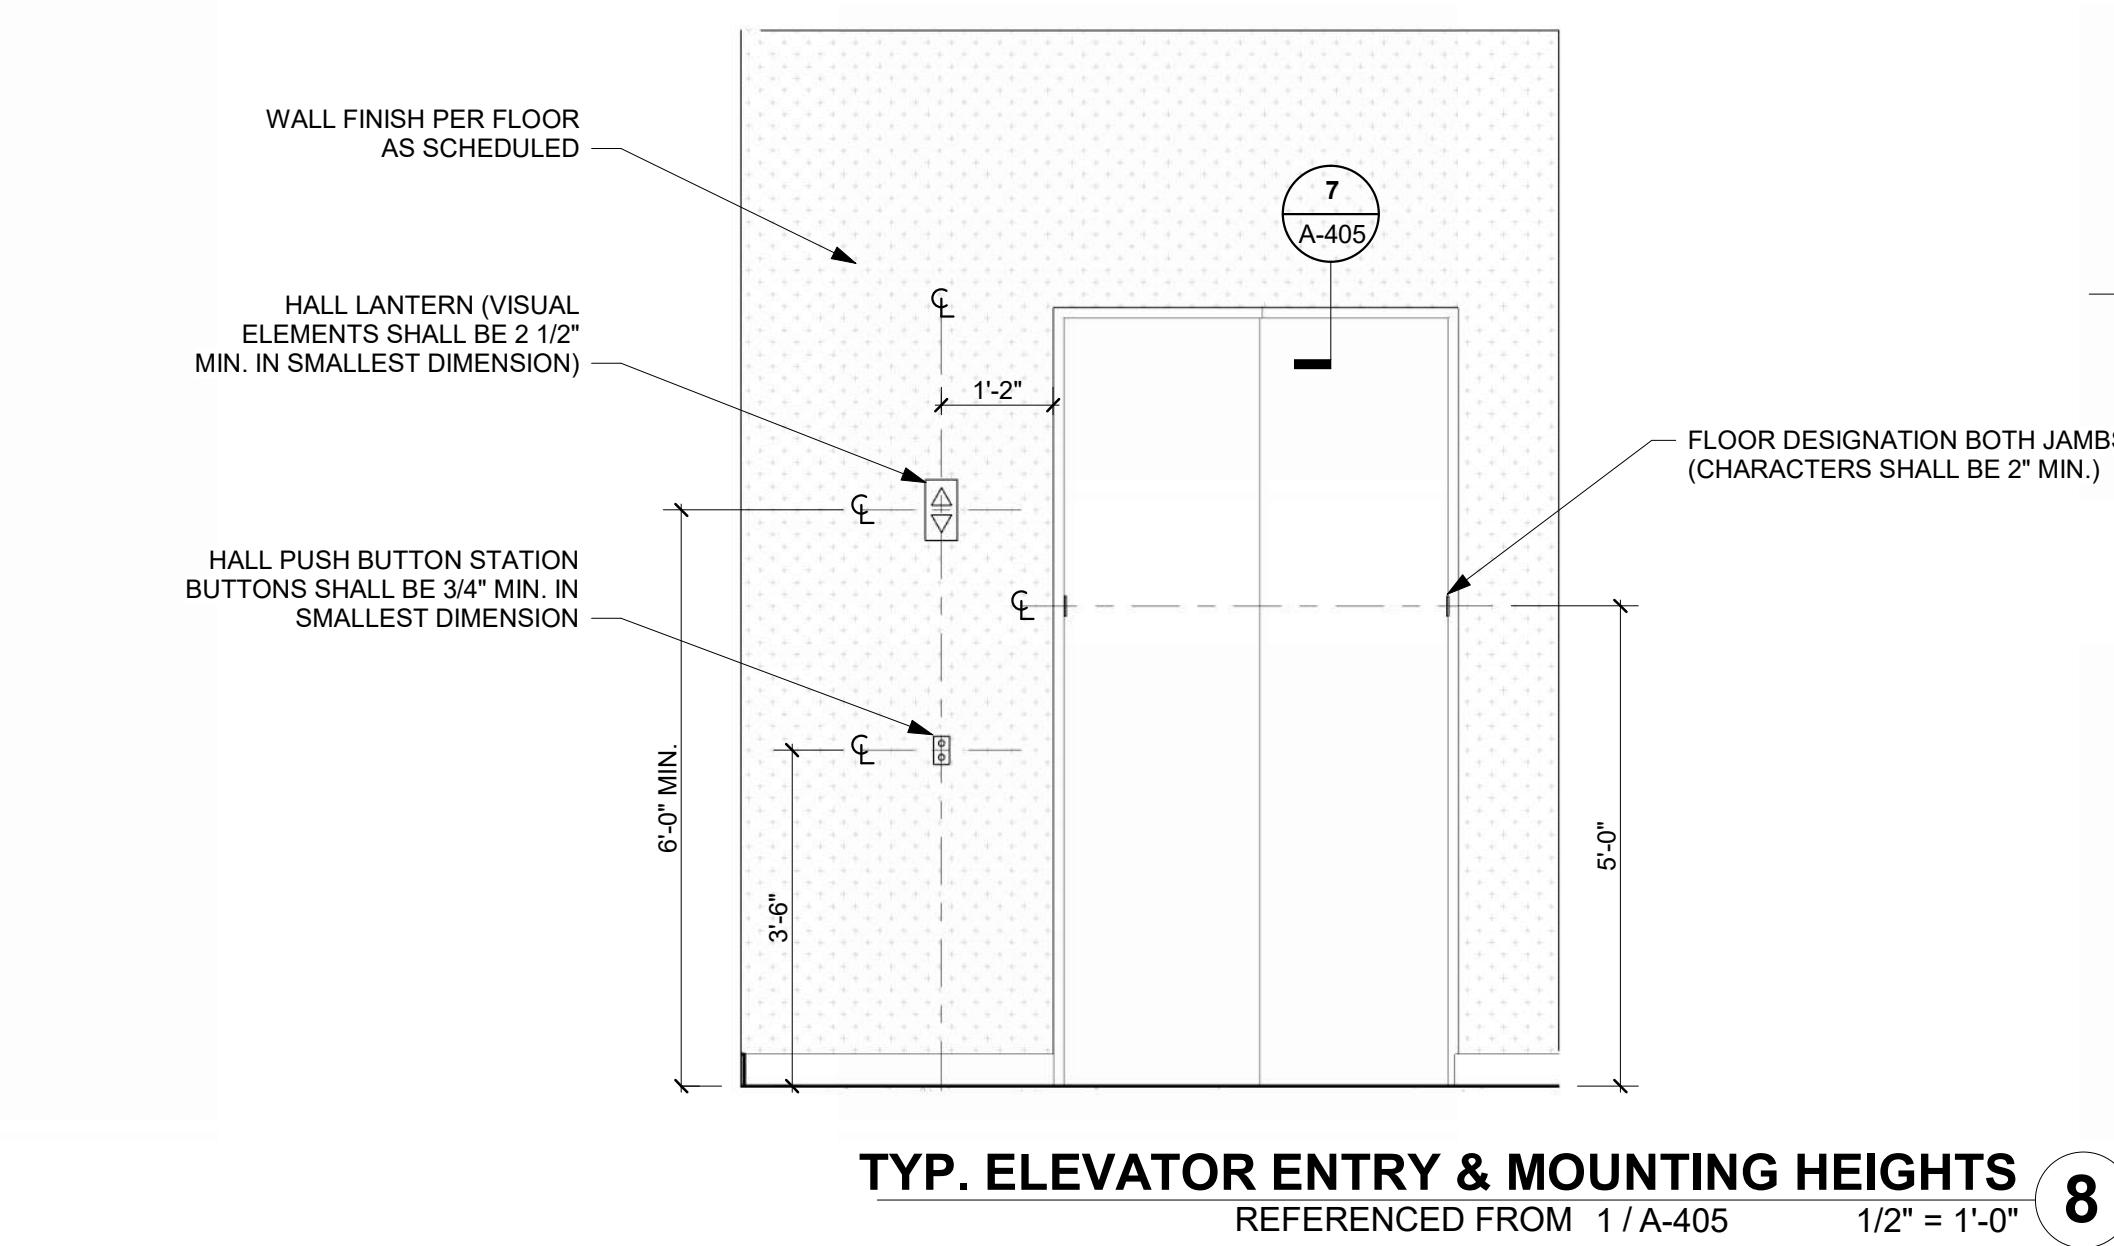 WALL FINISH PER FLOOR
AS SCHEDULED
7
A-405
HALL LANTERN (VISUAL
ELEMENTS SHALL BE 2 1/2"
MIN. IN SMALLEST DIMENSION)
℄
1'-2"
FLOOR DESIGNATION BOTH JAMBS
(CHARACTERS SHALL BE 2" MIN.)
℄
HALL PUSH BUTTON STATION
BUTTONS SHALL BE 3/4" MIN. IN
SMALLEST DIMENSION
℄
℄
6'-0" MIN.
3'-6"
5'-0"
TYP. ELEVATOR ENTRY & MOUNTING HEIGHTS
8
REFERENCED FROM 1 / A-405 1/2" = 1'-0"